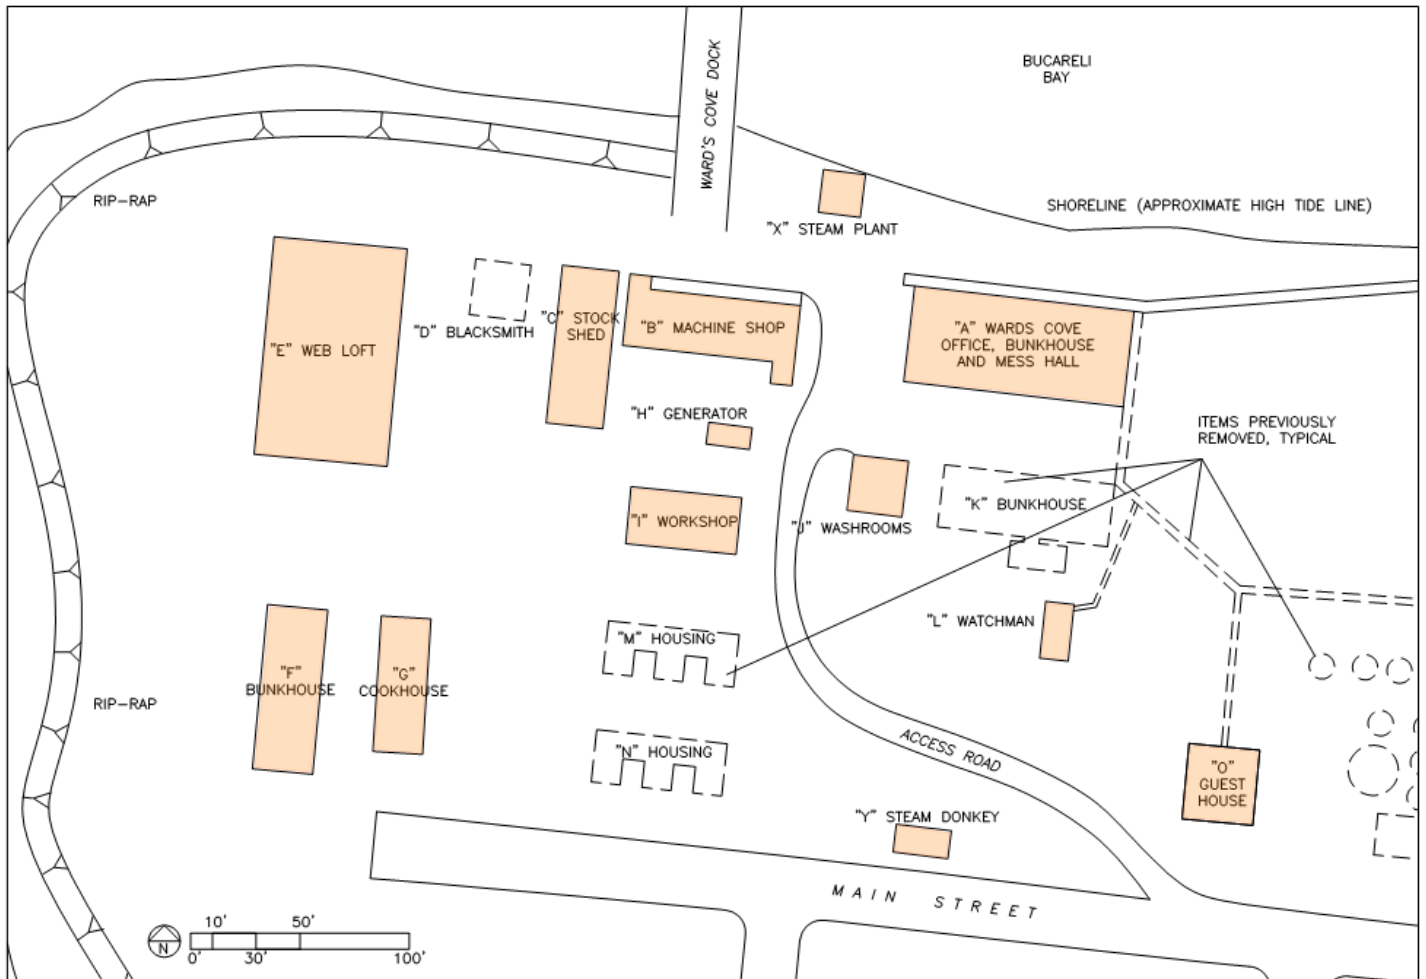 BUCARELI
BAY
WARD'S COVE DOCK
RIP-RAP
SHORELINE (APPROXIMATE HIGH TIDE LINE)
"X" STEAM PLANT
"E" WEB LOFT
"D" BLACKSMITH
"C" STOCK
SHED
"B" MACHINE SHOP
"A" WARDS COVE
OFFICE, BUNKHOUSE
AND MESS HALL
"H" GENERATOR
ITEMS PREVIOUSLY
REMOVED, TYPICAL
"I" WORKSHOP
"J" WASHROOMS
"K" BUNKHOUSE
"L" WATCHMAN
"M" HOUSING
"F"
BUNKHOUSE
"G"
COOKHOUSE
RIP-RAP
"N" HOUSING
ACCESS ROAD
"O"
GUEST
HOUSE
"Y" STEAM DONKEY
MAIN STREET
N
10' 50'
0' 30' 100'